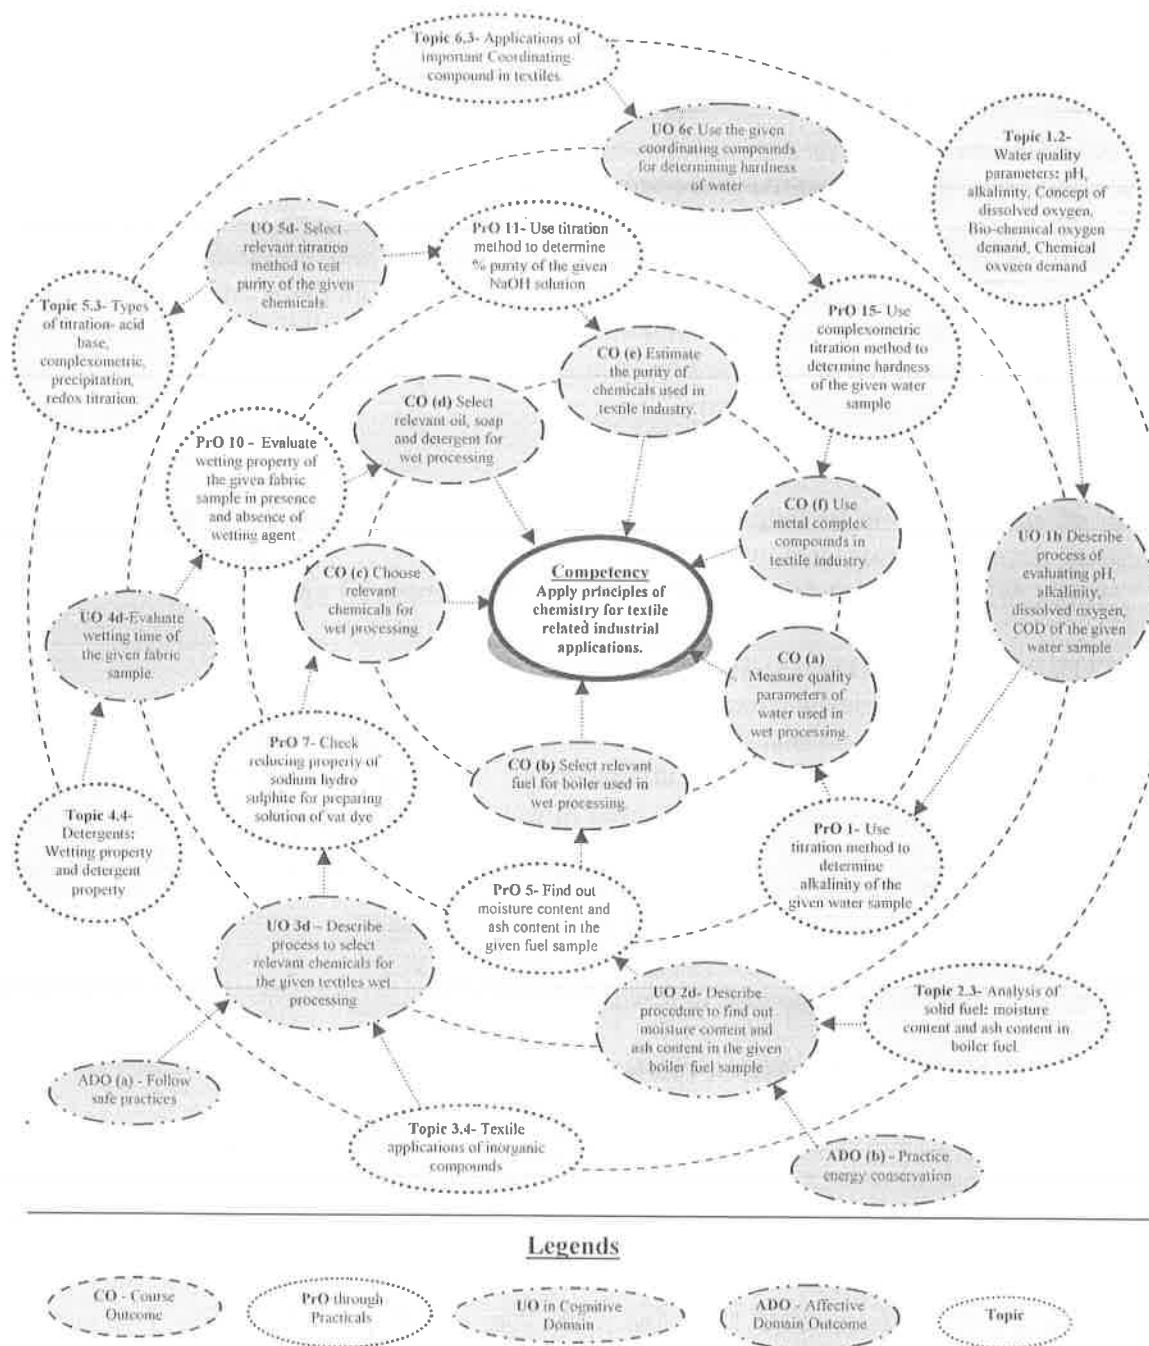 Topic 6.3- Applications of
important Coordinating
compound in textiles.
UO 6c Use the given
coordinating compounds
for determining hardness
of water
Topic 1.2-
Water quality
parameters: pH,
alkalinity, Concept of
dissolved oxygen,
Bio-chemical oxygen
demand, Chemical
oxygen demand
UO 5d- Select
relevant titration
method to test
purity of the given
chemicals.
PrO 11- Use titration
method to determine
% purity of the given
NaOH solution
Topic 5.3- Types
of titration- acid
base,
complexometric,
precipitation,
redox titration.
PrO 15- Use
complexometric
titration method to
determine hardness
of the given water
sample
CO (e) Estimate
the purity of
chemicals used in
textile industry.
CO (d) Select
relevant oil, soap
and detergent for
wet processing
PrO 10 - Evaluate
wetting property of
the given fabric
sample in presence
and absence of
wetting agent
CO (f) Use
metal complex
compounds in
textile industry
UO 1h Describe
process of
evaluating pH,
alkalinity,
dissolved oxygen,
COD of the given
water sample
CO (c) Choose
relevant
chemicals for
wet processing
Competency
Apply principles of
chemistry for textile
related industrial
applications.
UO 4d-Evaluate
wetting time of
the given fabric
sample.
CO (a)
Measure quality
parameters of
water used in
wet processing.
PrO 7- Check
reducing property of
sodium hydro
sulphite for preparing
solution of vat dye
CO (b) Select relevant
fuel for boiler used in
wet processing.
Topic 4.4-
Detergents:
Wetting property
and detergent
property
PrO 1- Use
titration method to
determine
alkalinity of the
given water sample
PrO 5- Find out
moisture content and
ash content in the
given fuel sample
UO 3d - Describe
process to select
relevant chemicals for
the given textiles wet
processing
UO 2d- Describe
procedure to find out
moisture content and
ash content in the given
boiler fuel sample
Topic 2.3- Analysis of
solid fuel: moisture
content and ash content in
boiler fuel.
ADO (a) - Follow
safe practices
Topic 3.4- Textile
applications of inorganic
compounds
ADO (b) - Practice
energy conservation
Legends
CO - Course
Outcome
PrO through
Practicals
UO in Cognitive
Domain
ADO - Affective
Domain Outcome
Topic